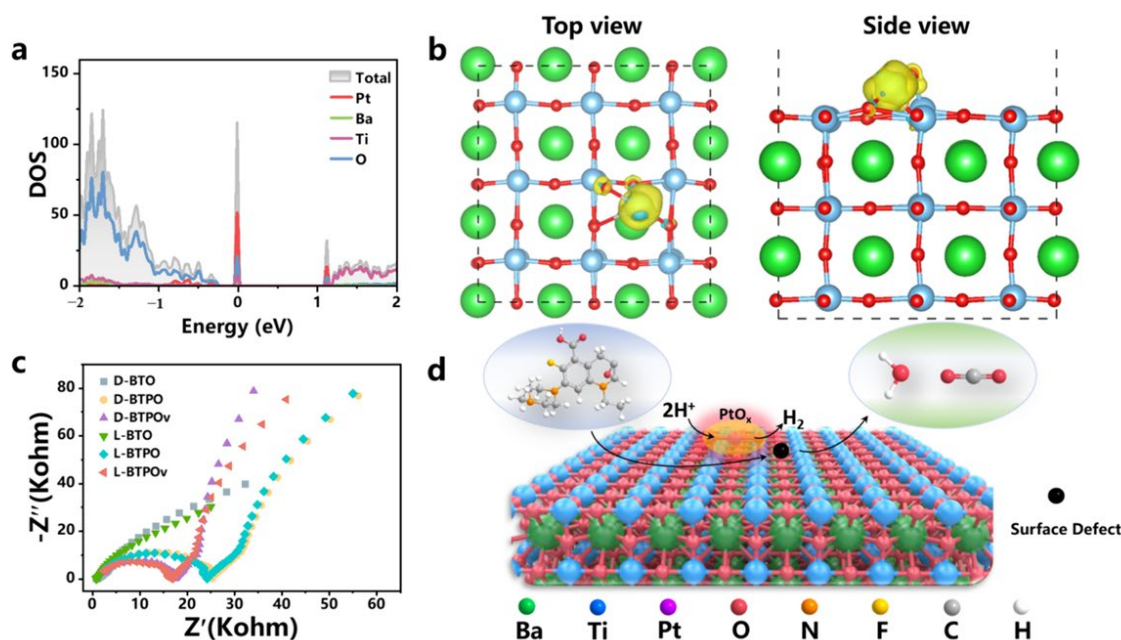 a
150
100
50
0
DOS
Total
Pt
Ba
Ti
O
−2
−1
0
1
2
Energy (eV)
b
Top view
Side view
c
80
60
40
20
0
-Z''(Kohm)
D-BTO
D-BTPO
D-BTPOv
L-BTO
L-BTPO
L-BTPOv
0 10 20 30 40 50 60
Z'(Kohm)
d
2H+
PtOx
H2
Surface Defect
Ba Ti Pt O N F C H